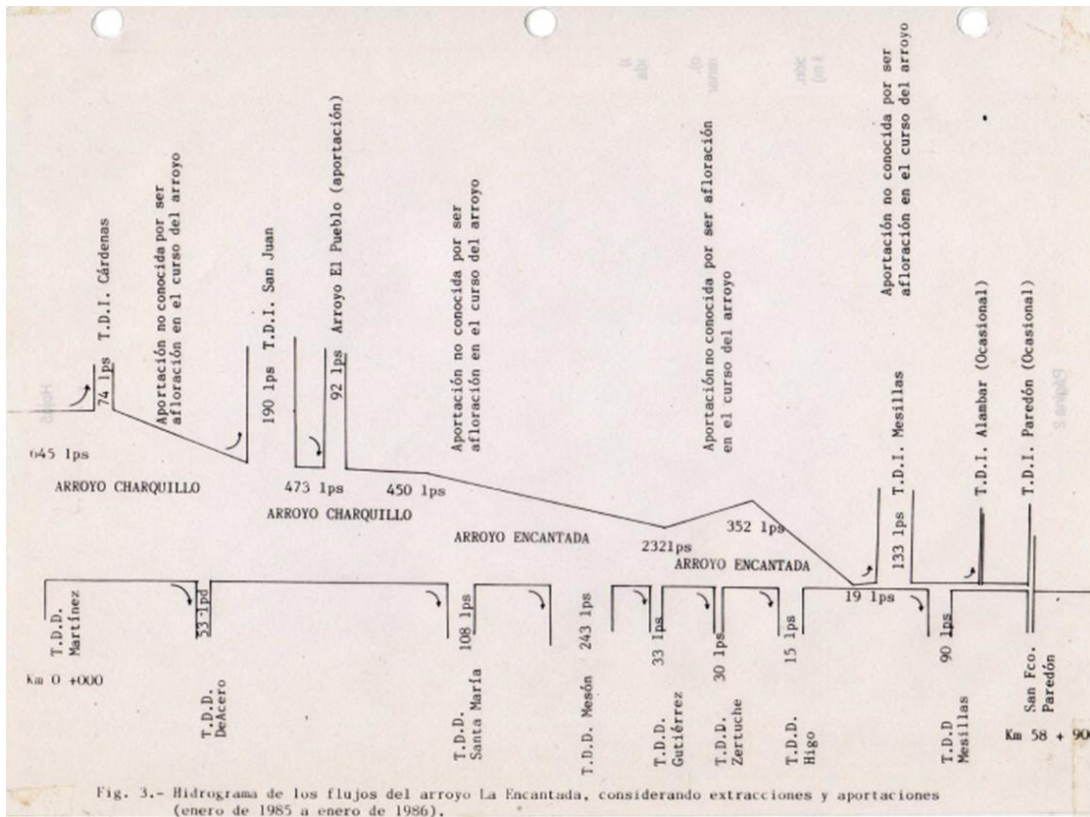 74 lps T.D.I. Cárdenas
Aportación no conocida por ser
afloración en el curso del arroyo
190 lps T.D.I. San Juan
92 lps Arroyo El Pueblo (aportación)
Aportación no conocida por ser
afloración en el curso del arroyo
Aportación no conocida por ser afloración
en el curso del arroyo
Aportación no conocida por ser
afloración en el curso del arroyo
133 lps T.D.I. Mesillas
T.D.I. Alambar (Ocasional)
T.D.I. Paredón (Ocasional)
645 lps
ARROYO CHARQUILLO
473 lps
450 lps
ARROYO CHARQUILLO
ARROYO ENCANTADA
232lps
352 lps
ARROYO ENCANTADA
19 lps
T.D.D.
Martínez
Km 0 +000
53 lpd
T.D.D.
DeAcero
108 lps
T.D.D.
Santa María
T.D.D. Mesón 243 lps
33 lps
T.D.D.
Gutiérrez
30 lps
T.D.D.
Zertuche
15 lps
T.D.D.
Higo
90 lps
T.D.D
Mesillas
San Fco.
Paredón
Km 58 + 900
Fig. 3.- Hidrograma de los flujos del arroyo La Encantada, considerando extracciones y aportaciones
(enero de 1985 a enero de 1986).